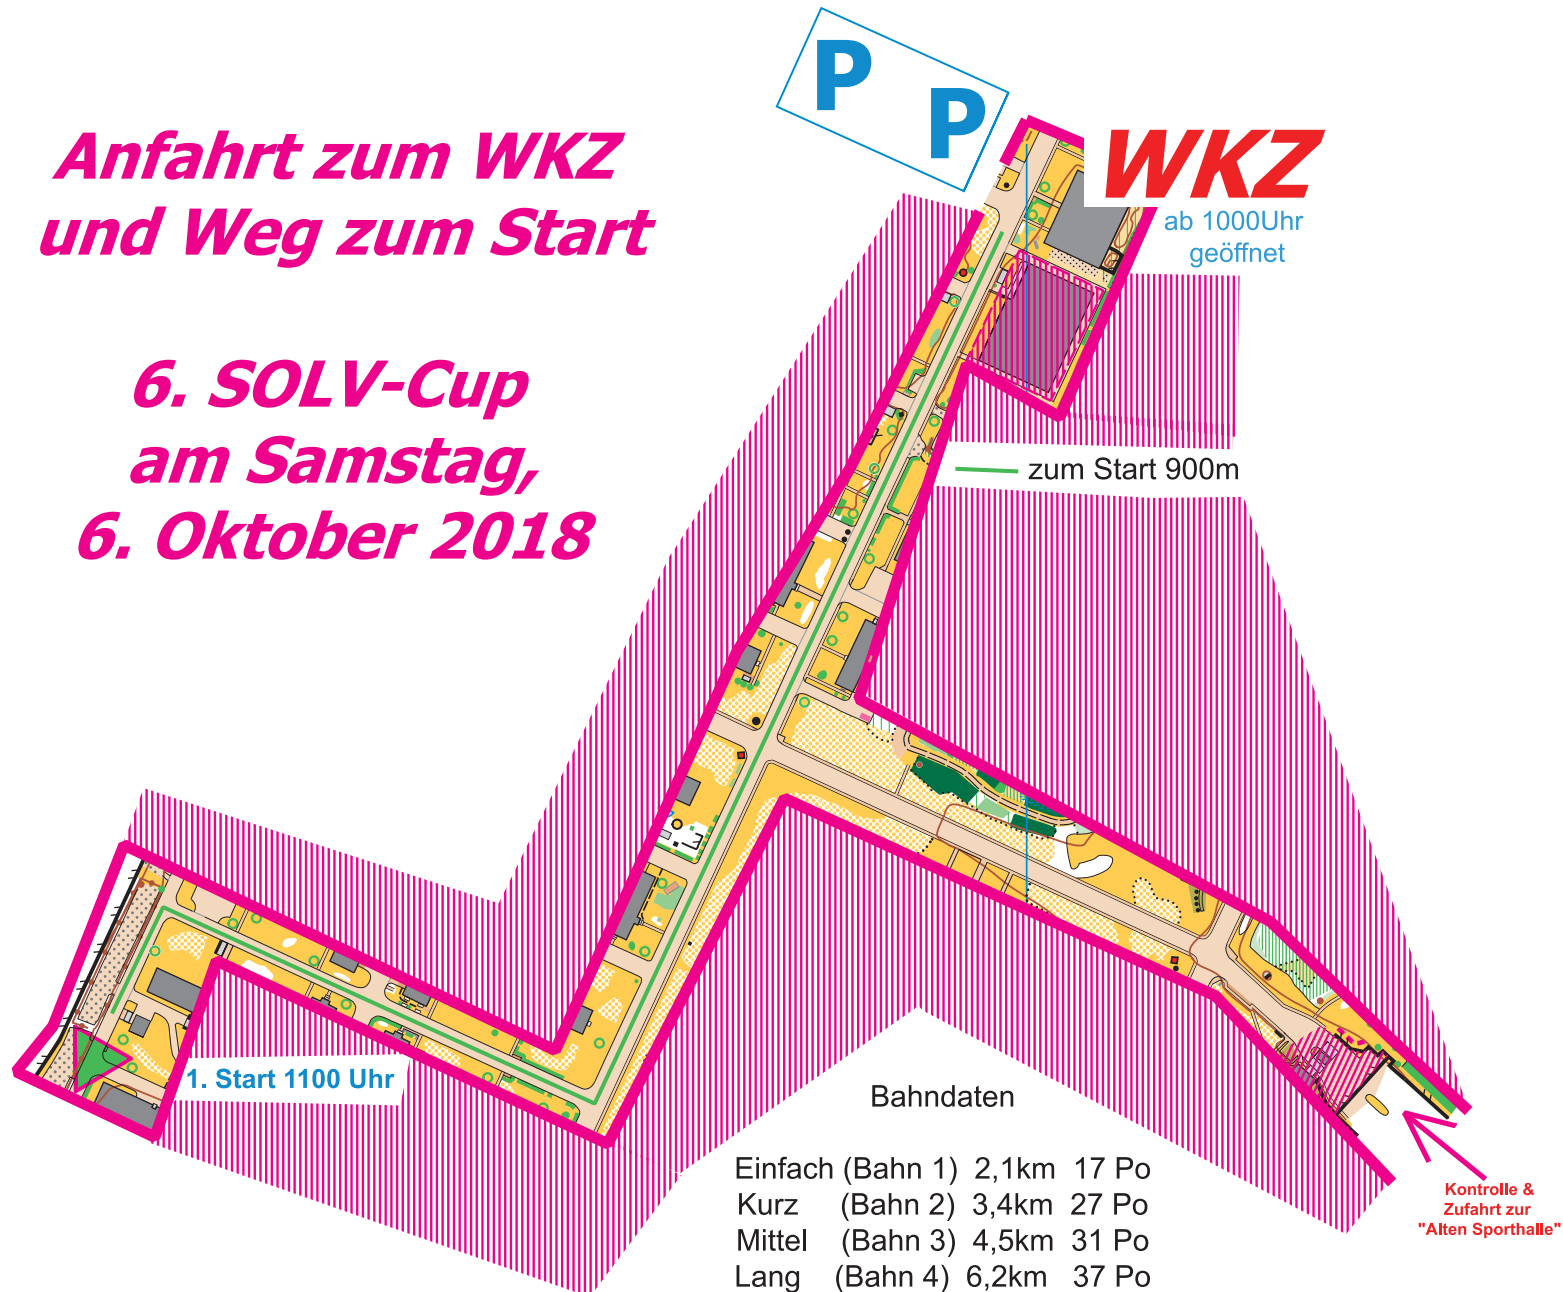 P
P
Anfahrt zum WKZ
und Weg zum Start
WKZ
ab 1000Uhr
geöffnet
6. SOLV-Cup
am Samstag,
6. Oktober 2018
zum Start 900m
1. Start 1100 Uhr
Bahndaten
Einfach (Bahn 1) 2,1km 17 Po
Kurz (Bahn 2) 3,4km 27 Po
Mittel (Bahn 3) 4,5km 31 Po
Lang (Bahn 4) 6,2km 37 Po
Kontrolle &
Zufahrt zur
"Alten Sporthalle"